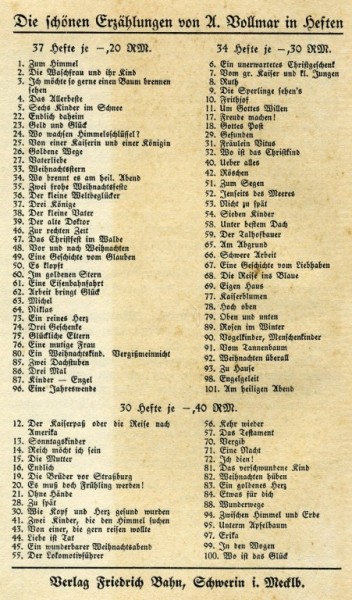 Die schönen Erzählungen von A. Vollmar in Heften
37 Hefte je —,20 RM.
1. Zum Himmel
2. Die Waschfrau und ihr Kind
3. Ich möchte so gerne einen Baum brennen
sehen
4. Das Allerbeste
5. Sechs Kinder im Schnee
22. Endlich daheim
23. Geld und Glück
24. Wo wachsen Himmelschlüssel?
25. Von einer Kaiserin und einer Königin
26. Goldene Wege
27. Vaterliebe
33. Weihnachtsstern
34. Wo brennt es am heil. Abend
35. Zwei frohe Weihnachtsfeste
36. Der kleine Weltbeglücker
37. Drei Könige
38. Der kleine Vater
39. Der alte Doktor
46. Zur rechten Zeit
47. Das Christfest im Walde
48. Vor und nach Weihnachten
49. Eine Geschichte vom Glauben
50. Es klopft
60. Im goldenen Stern
61. Eine Eisenbahnfahrt
62. Arbeit bringt Glück
63. Michel
64. Niklas
73. Ein reines Herz
74. Drei Geschenke
75. Glückliche Eltern
76. Eine mutige Frau
80. Ein Weihnachtskind. Vergißmeinnicht
85. Zwei Dachstuben
86. Drei Mal
87. Kinder — Engel
96. Eine Jahreswende
34 Hefte je —,30 RM.
6. Ein unerwartetes Christgeschenk
7. Vom gr. Kaiser und kl. Jungen
8. Ruth
9. Die Sperlinge sehen's
10. Frithjof
11. Um Gottes Willen
17. Freude machen!
18. Gottes Post
29. Gefunden
31. Fräulein Vitus
32. Wo ist das Christkind
40. Ueber alles
42. Röschen
51. Zum Segen
52. Jenseits des Meeres
53. Nicht zu spät
54. Sieben Kinder
58. Unter bestem Dach
59. Der Talhofbauer
65. Am Abgrund
66. Schwere Arbeit
67. Eine Geschichte vom Liebhaben
68. Die Reise ins Blaue
69. Eigen Haus
77. Kaiserblumen
78. Hoch oben
79. Oben und unten
89. Rosen im Winter
90. Vogelkinder, Menschenkinder
91. Vom Tannenbaum
92. Weihnachten überall
93. Zu Hause
98. Engelgeleit
101. Am heiligen Abend
30 Hefte je —,40 RM.
12. Der Kaiserpaß oder die Reise nach
Amerika
13. Sonntagskinder
14. Reich möcht ich sein
15. Die Mutter
16. Endlich
19. Die Brüder vor Straßburg
20. Es muß doch Frühling werden!
21. Ohne Hände
28. Zu spät
30. Wie Kopf und Herz gesund wurden
41. Zwei Kinder, die den Himmel suchen
43. Von einer, die gern reisen wollte
44. Liebe ist Tat
45. Ein wunderbarer Weihnachtsabend
55. Der Lokomotivführer
56. Kehr wieder
57. Das Testament
70. Vergib
71. Eine Nacht
72. Ich dien!
81. Das verschwundene Kind
82. Weihnachten hüben
83. Ein goldenes Herz
84. Etwas für dich
88. Wunderwege
94. Zwischen Himmel und Erde
95. Unterm Apfelbaum
97. Erika
99. In den Wogen
100. Wo ist das Glück
Verlag Friedrich Bahn, Schwerin i. Mecklb.